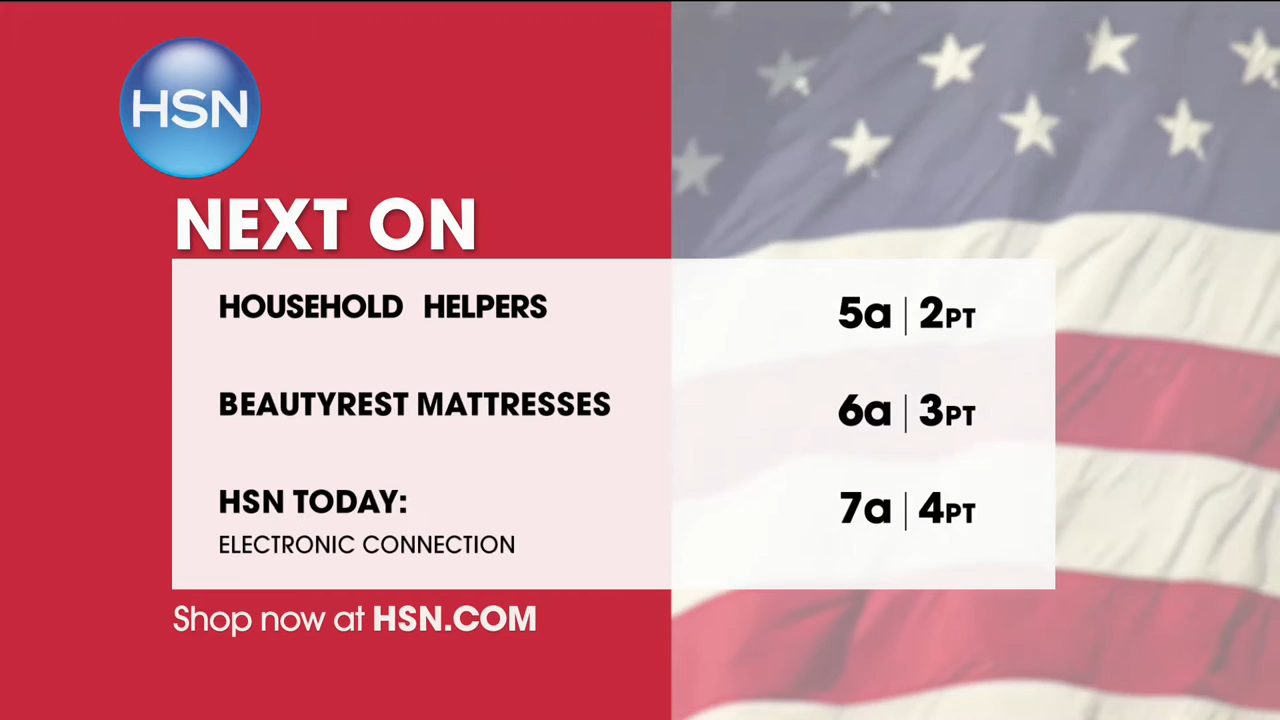 HSN
NEXT ON
HOUSEHOLD HELPERS 5a | 2PT
BEAUTYREST MATTRESSES 6a | 3PT
HSN TODAY: 7a | 4PT
ELECTRONIC CONNECTION
Shop now at HSN.COM